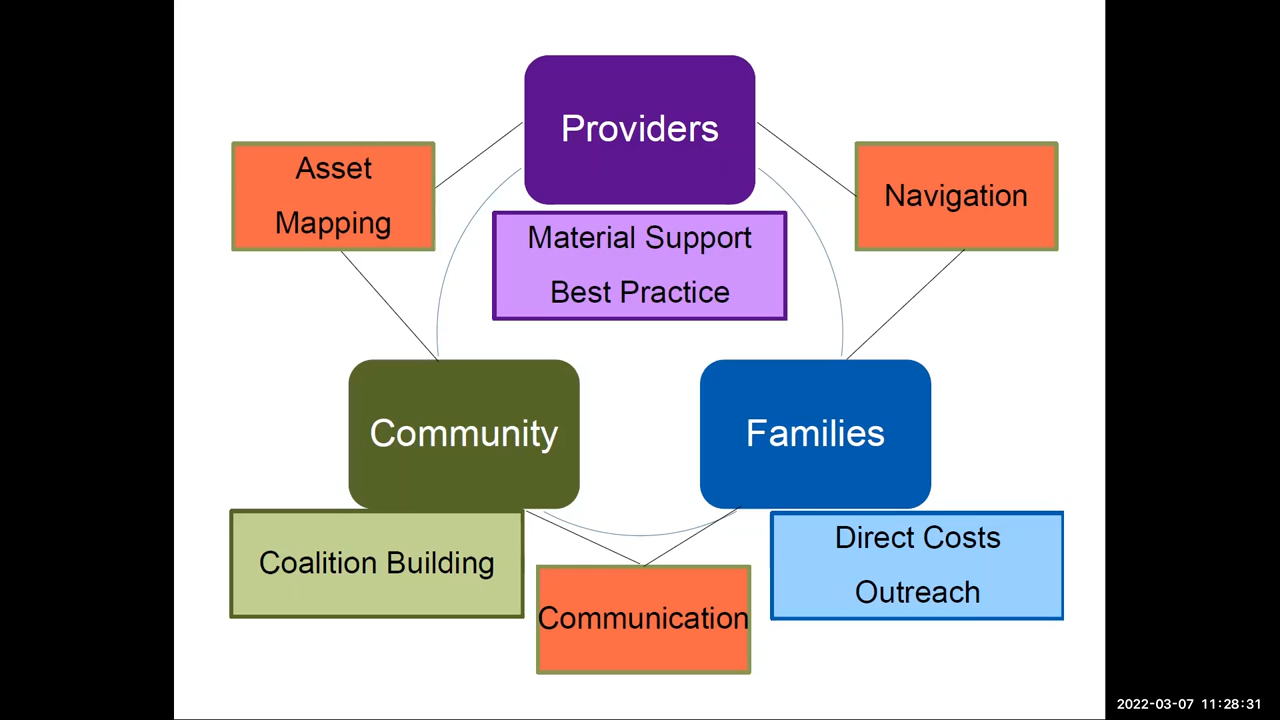 Providers
Asset
Mapping
Navigation
Material Support
Best Practice
Community
Families
Coalition Building
Direct Costs
Outreach
Communication
2022-03-07 11:28:31